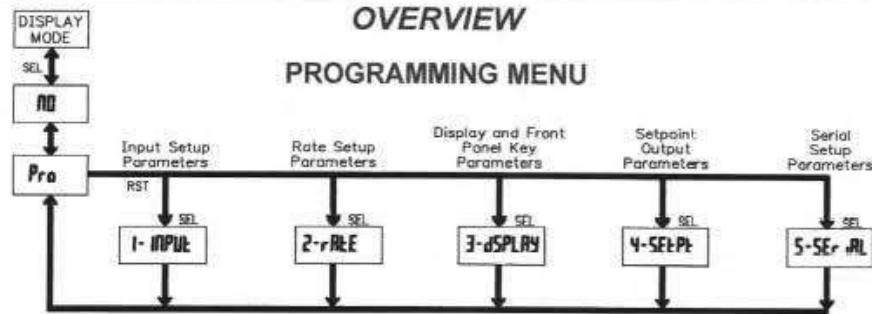 OVERVIEW
PROGRAMMING MENU
DISPLAY
MODE
SEL
NO
Pro
RST
Input Setup
Parameters
Rate Setup
Parameters
Display and Front
Panel Key
Parameters
Setpoint
Output
Parameters
Serial
Setup
Parameters
SEL
SEL
SEL
SEL
SEL
1-INPUt
2-rAtE
3-dSPLAY
4-SEtPt
5-SEriAL